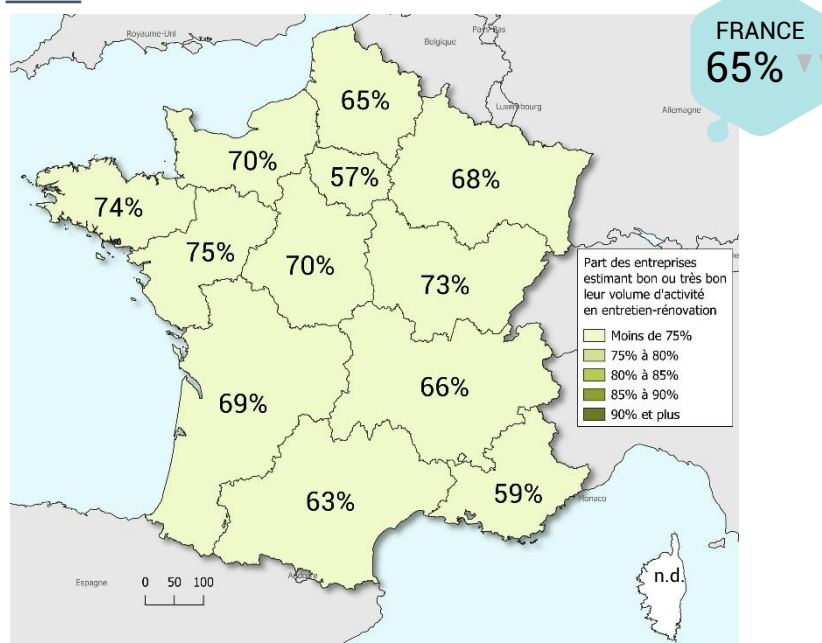 FRANCE
65%
Royaume-Uni
Belgique
Pays-Bas
Luxembourg
Allemagne
65%
70%
57%
68%
74%
75%
70%
73%
Part des entreprises
estimant bon ou très bon
leur volume d'activité
en entretien-rénovation
Moins de 75%
75% à 80%
80% à 85%
85% à 90%
90% et plus
69%
66%
63%
59%
Monaco
Espagne
0 50 100
Andorre
n.d.